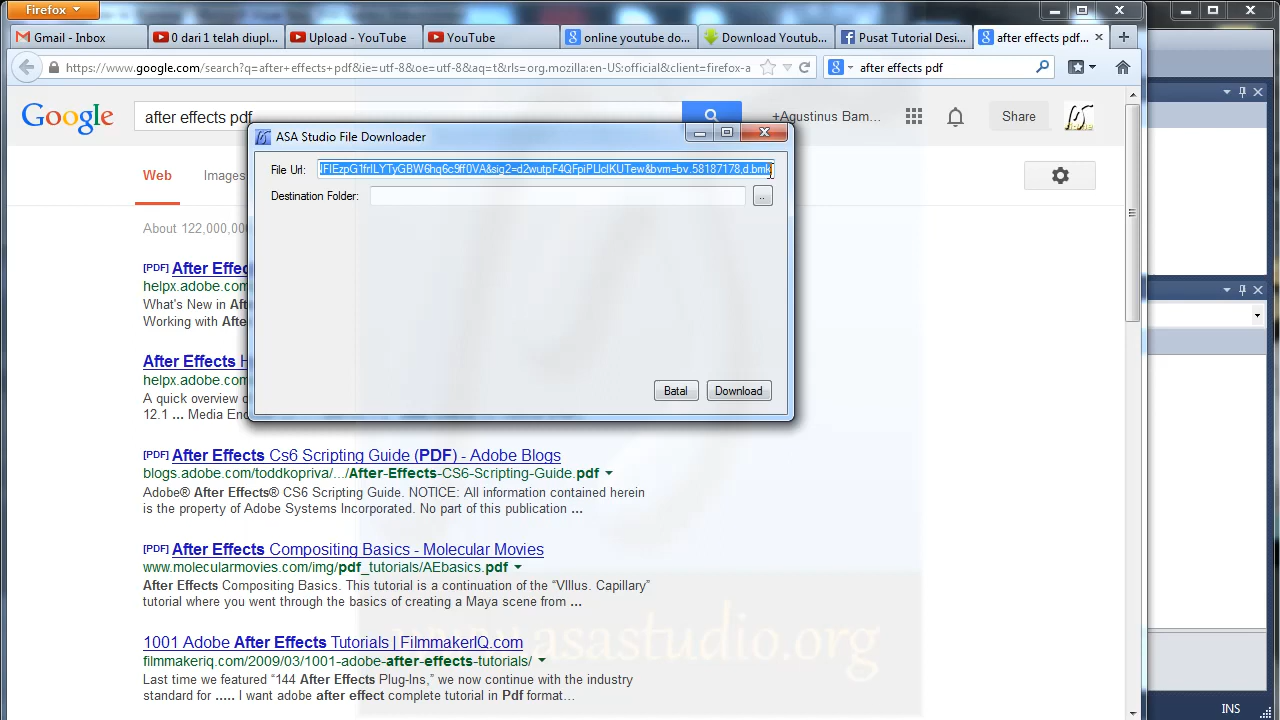 Firefox
Gmail - Inbox
0 dari 1 telah diupl...
Upload - YouTube
YouTube
online youtube do...
Download Youtub...
Pusat Tutorial Desi...
after effects pdf...
https://www.google.com/search?q=after+effects+pdf&ie=utf-8&oe=utf-8&aq=t&rls=org.mozilla:en-US:official&client=firefox-a
after effects pdf
Google
after effects pdf
+Agustinus Bam...
Share
ASA Studio File Downloader
File Url:
Destination Folder:
..
Batal
Download
Web
Images
About 122,000,00
[PDF] After Effec
helpx.adobe.com
What's New in Aft
Working with Afte
After Effects H
helpx.adobe.com
A quick overview o
12.1 ... Media En
[PDF] After Effects Cs6 Scripting Guide (PDF) - Adobe Blogs
blogs.adobe.com/toddkopriva/.../After-Effects-CS6-Scripting-Guide.pdf
Adobe® After Effects® CS6 Scripting Guide. NOTICE: All information contained herein
is the property of Adobe Systems Incorporated. No part of this publication ...
[PDF] After Effects Compositing Basics - Molecular Movies
www.molecularmovies.com/img/pdf_tutorials/AEbasics.pdf
After Effects Compositing Basics. This tutorial is a continuation of the “VIllus. Capillary”
tutorial where you went through the basics of creating a Maya scene from ...
1001 Adobe After Effects Tutorials | FilmmakerIQ.com
filmmakeriq.com/2009/03/1001-adobe-after-effects-tutorials/
Last time we featured “144 After Effects Plug-Ins,” we now continue with the industry
standard for ..... I want adobe after effect complete tutorial in Pdf format...
www.asastudio.org
INS